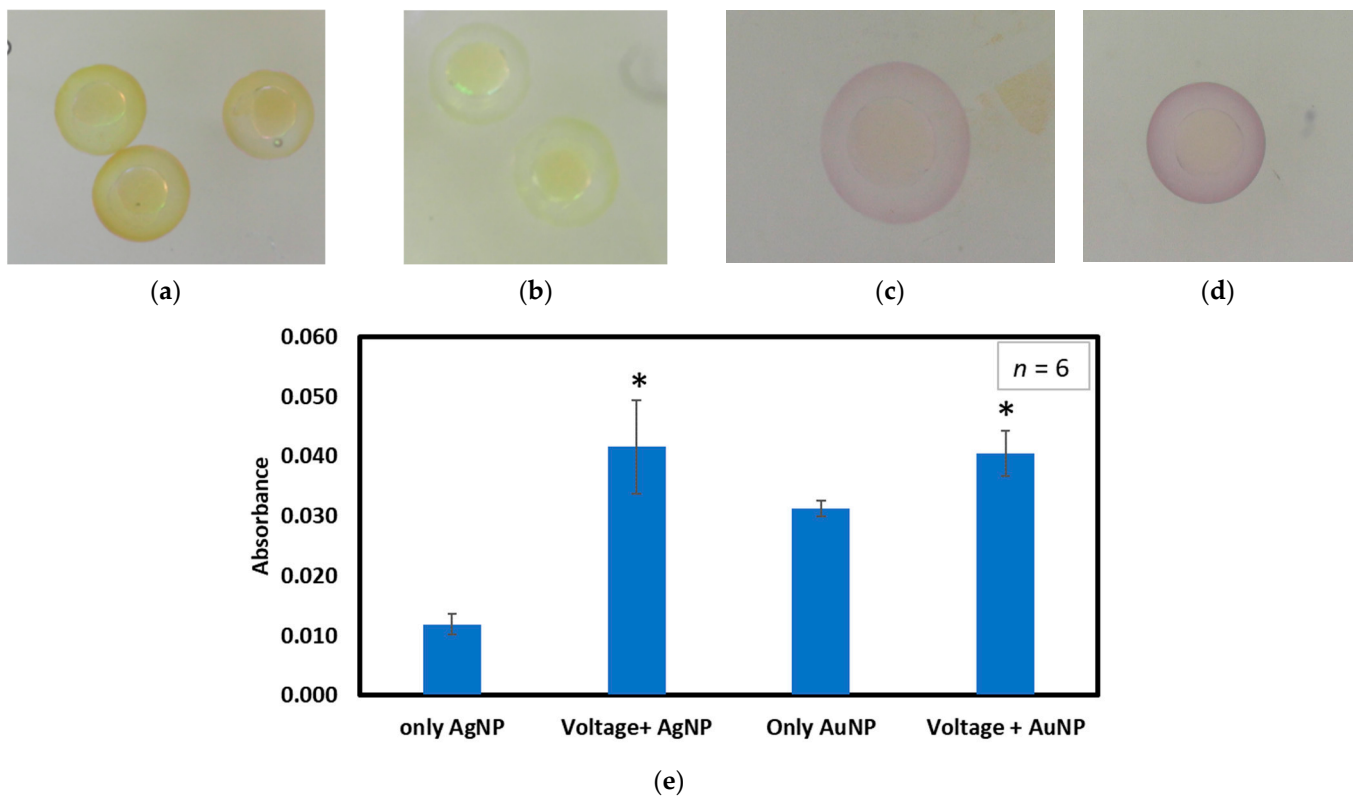 (a)
(b)
(c)
(d)
0.060
0.050
0.040
0.030
0.020
0.010
0.000
Absorbance
n = 6
*
*
only AgNP
Voltage+ AgNP
Only AuNP
Voltage + AuNP
(e)